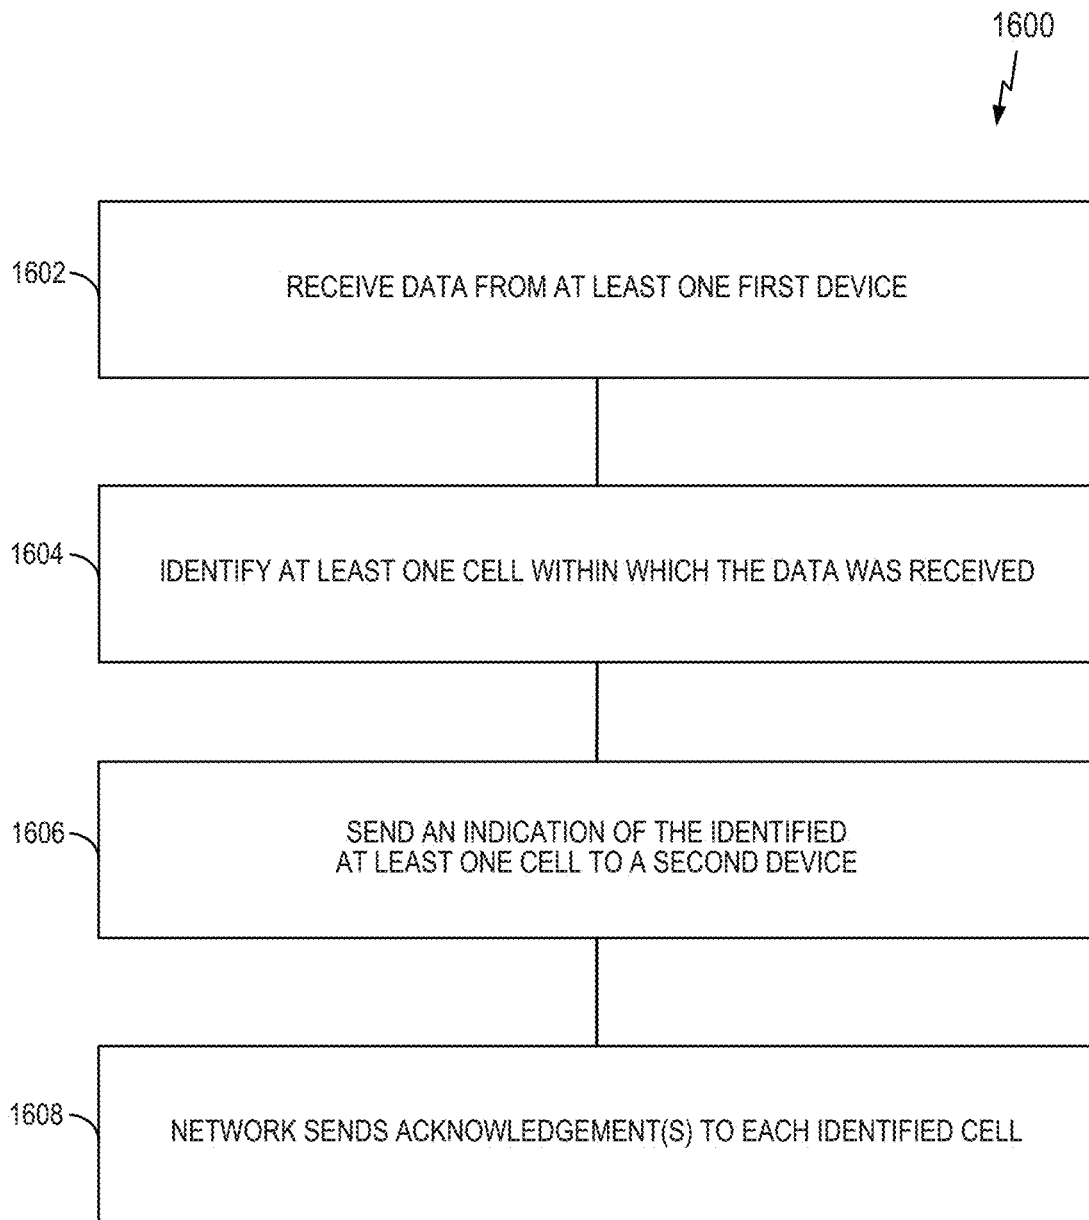 1600
1602
RECEIVE DATA FROM AT LEAST ONE FIRST DEVICE
1604
IDENTIFY AT LEAST ONE CELL WITHIN WHICH THE DATA WAS RECEIVED
1606
SEND AN INDICATION OF THE IDENTIFIED
AT LEAST ONE CELL TO A SECOND DEVICE
1608
NETWORK SENDS ACKNOWLEDGEMENT(S) TO EACH IDENTIFIED CELL